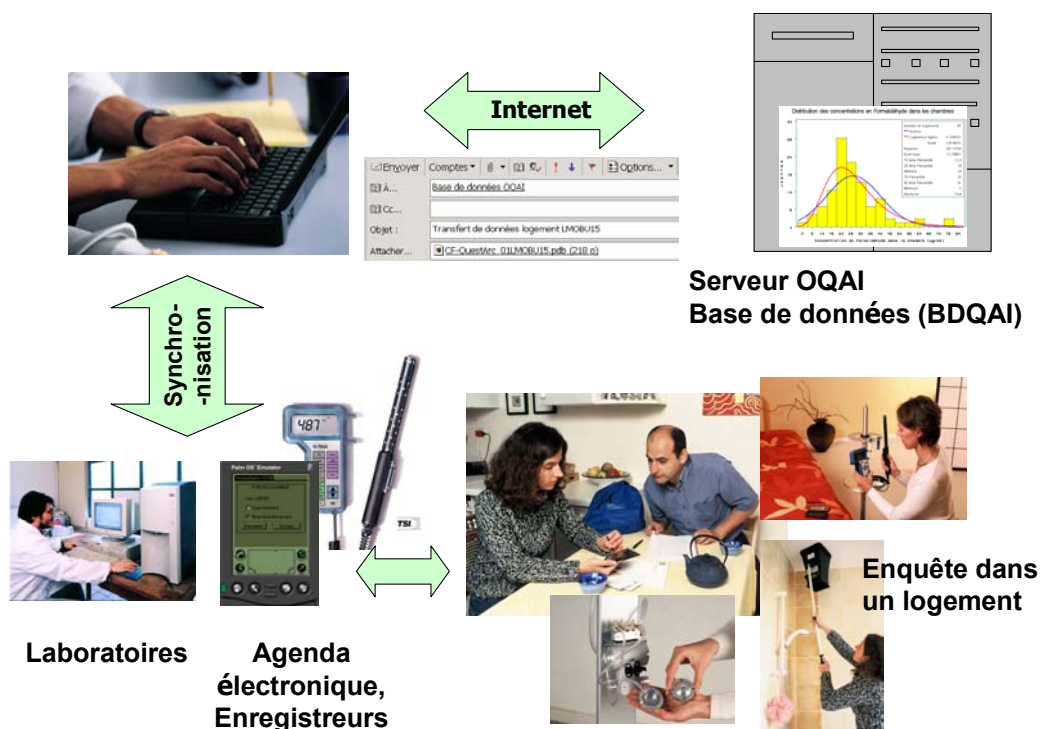 Internet
Envoyer Comptes Options...
À... Base de données OQAI
Cc...
Objet : Transfert de données logement LMOBU15
Attacher... CF-QuestArc_01LMOBU15.pdb (218 o)
Distribution des concentrations en Formaldéhyde dans les chambres
Serveur OQAI
Base de données (BDQAI)
Synchro-
-nisation
487
Palm OS Emulator
TSI
Enquête dans
un logement
Laboratoires
Agenda
électronique,
Enregistreurs